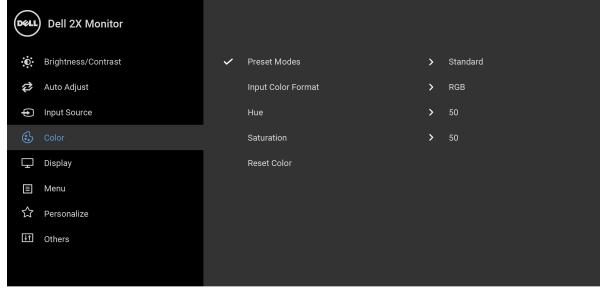 DELL Dell 2X Monitor
Brightness/Contrast
Auto Adjust
Input Source
Color
Display
Menu
Personalize
Others
Preset Modes Standard
Input Color Format RGB
Hue 50
Saturation 50
Reset Color